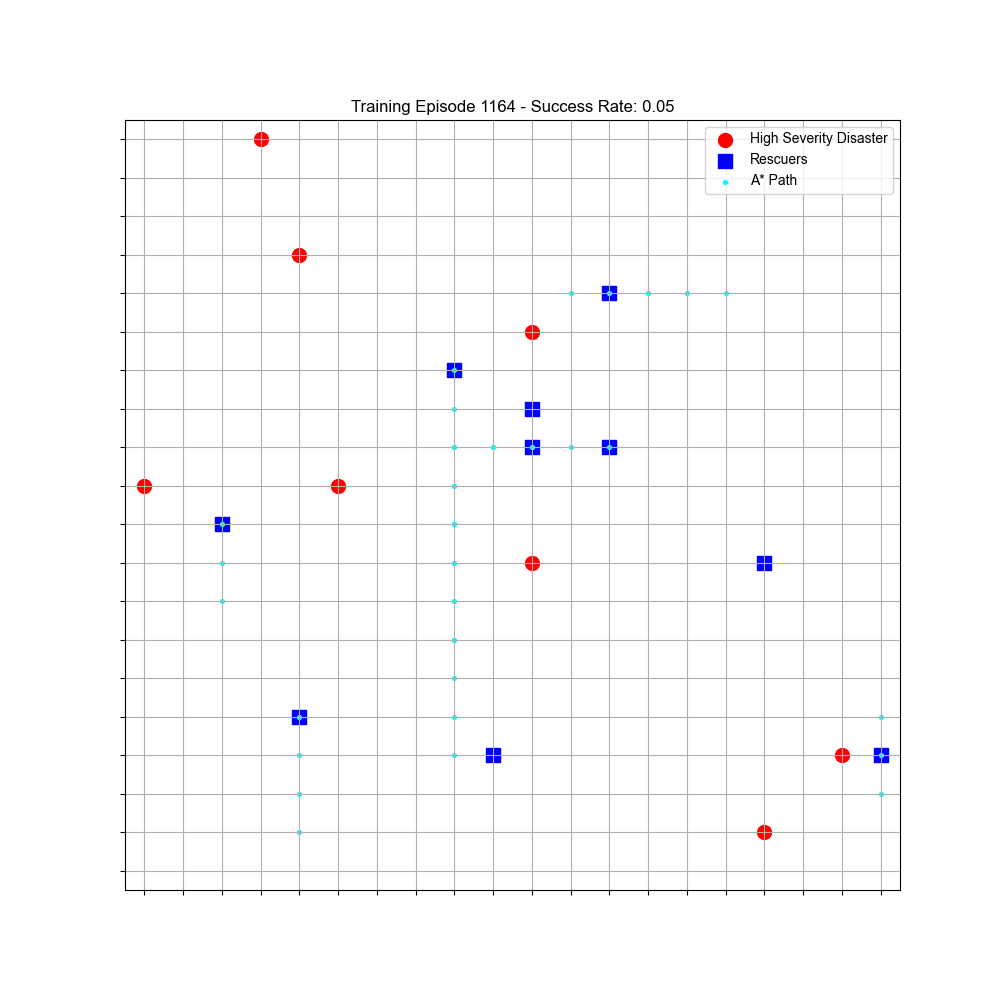 Training Episode 1164 - Success Rate: 0.05
High Severity Disaster
Rescuers
A* Path